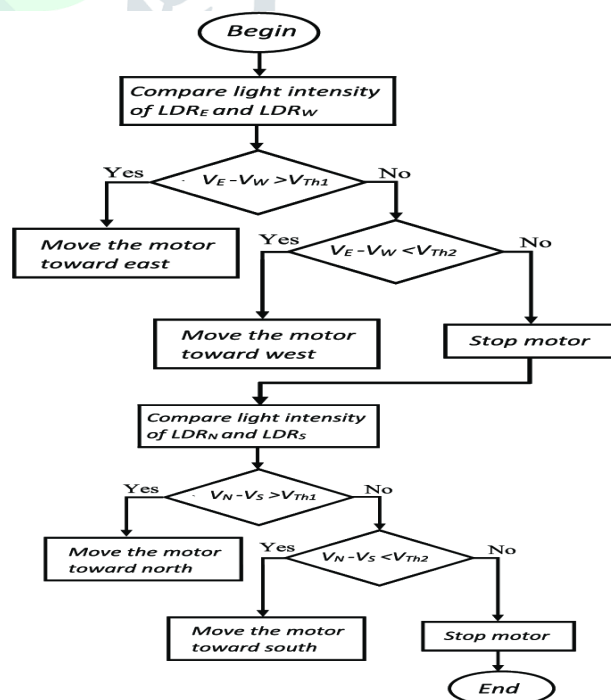 Begin
Compare light intensity
of LDRE and LDRW
Yes
VE -VW >VTh1
No
Move the motor
toward east
Yes
VE -VW <VTh2
No
Move the motor
toward west
Stop motor
Compare light intensity
of LDRN and LDRS
Yes
VN -VS >VTh1
No
Move the motor
toward north
Yes
VN -VS <VTh2
No
Move the motor
toward south
Stop motor
End